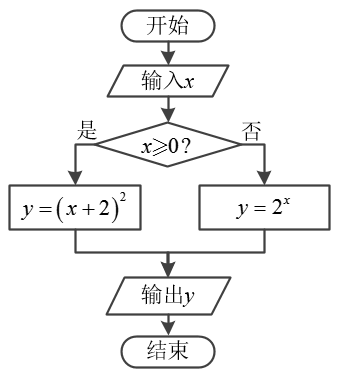 开始
输入x
x⩾0?
是
否
y=(x+2)²
y=2ˣ
输出y
结束